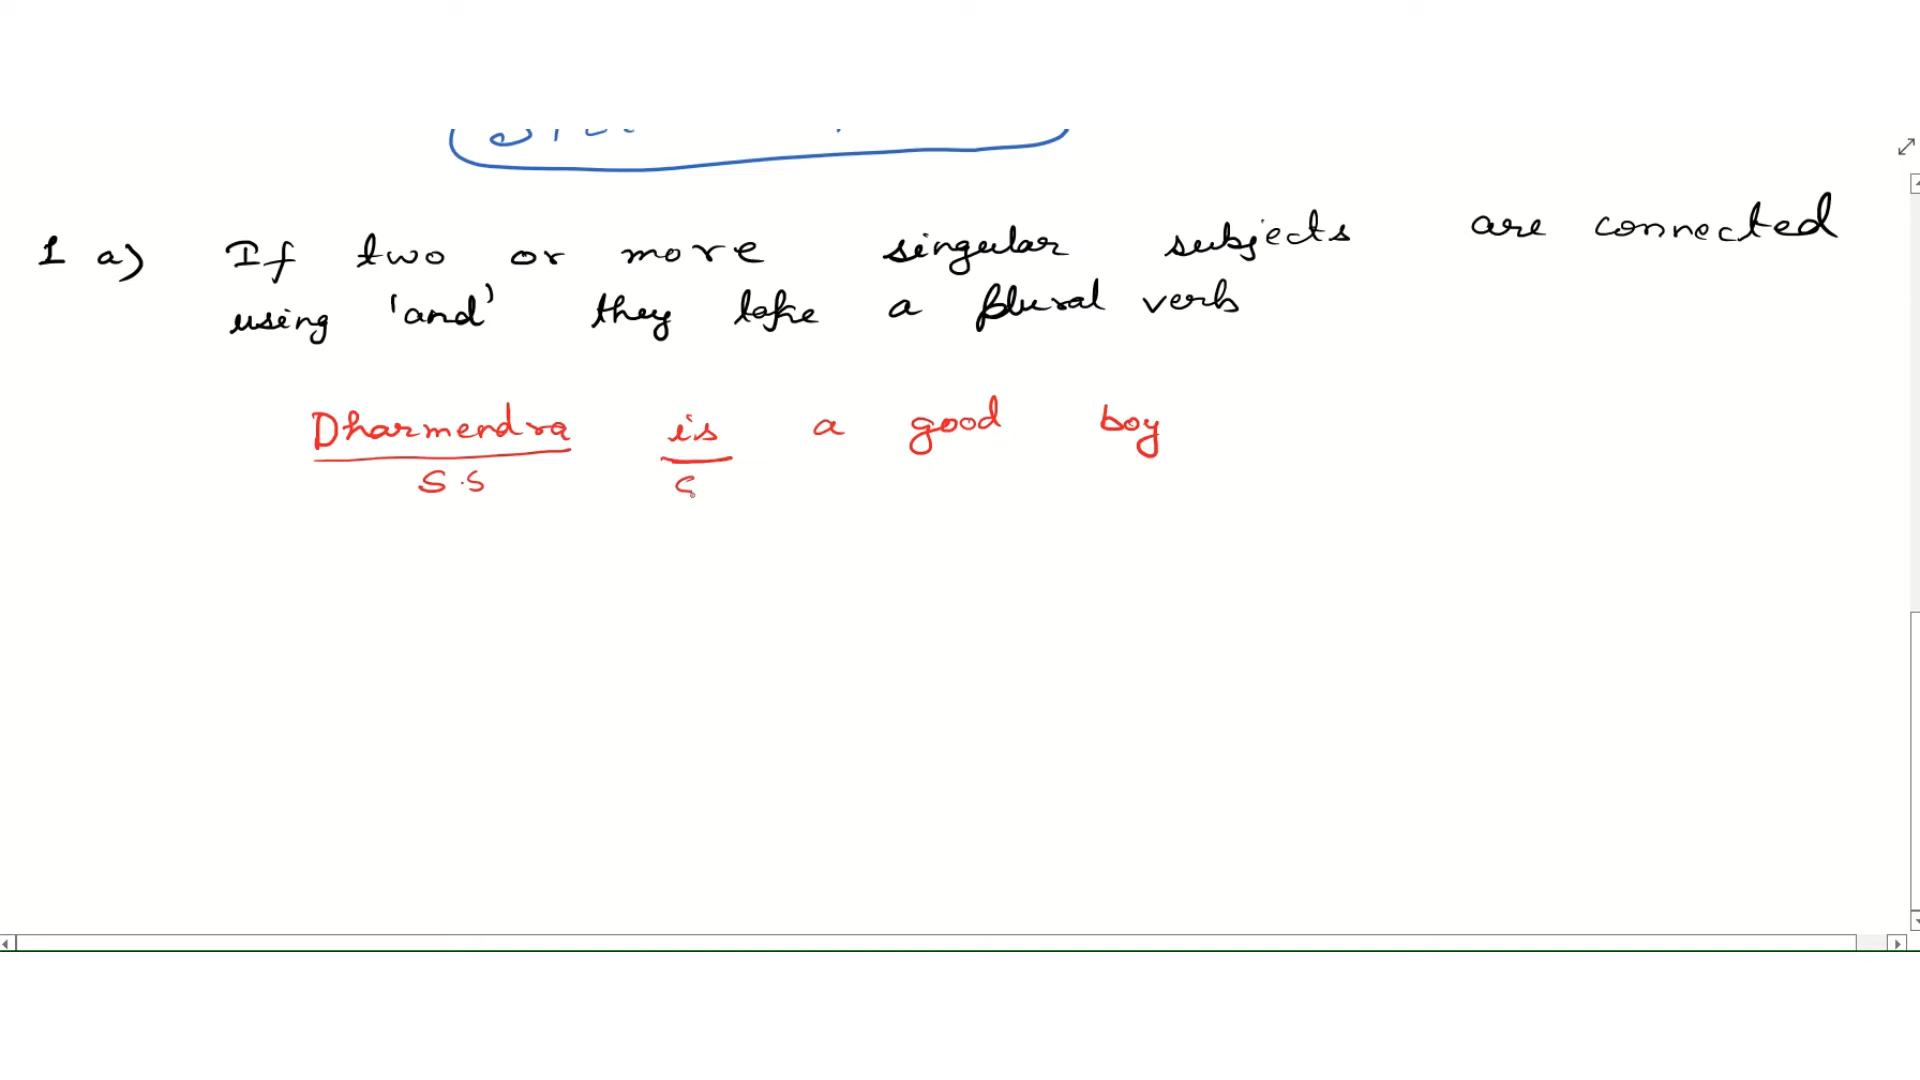 1 a) If two or more singular subjects are connected
using 'and' they take a plural verb
Dharmendra is a good boy
S.S S